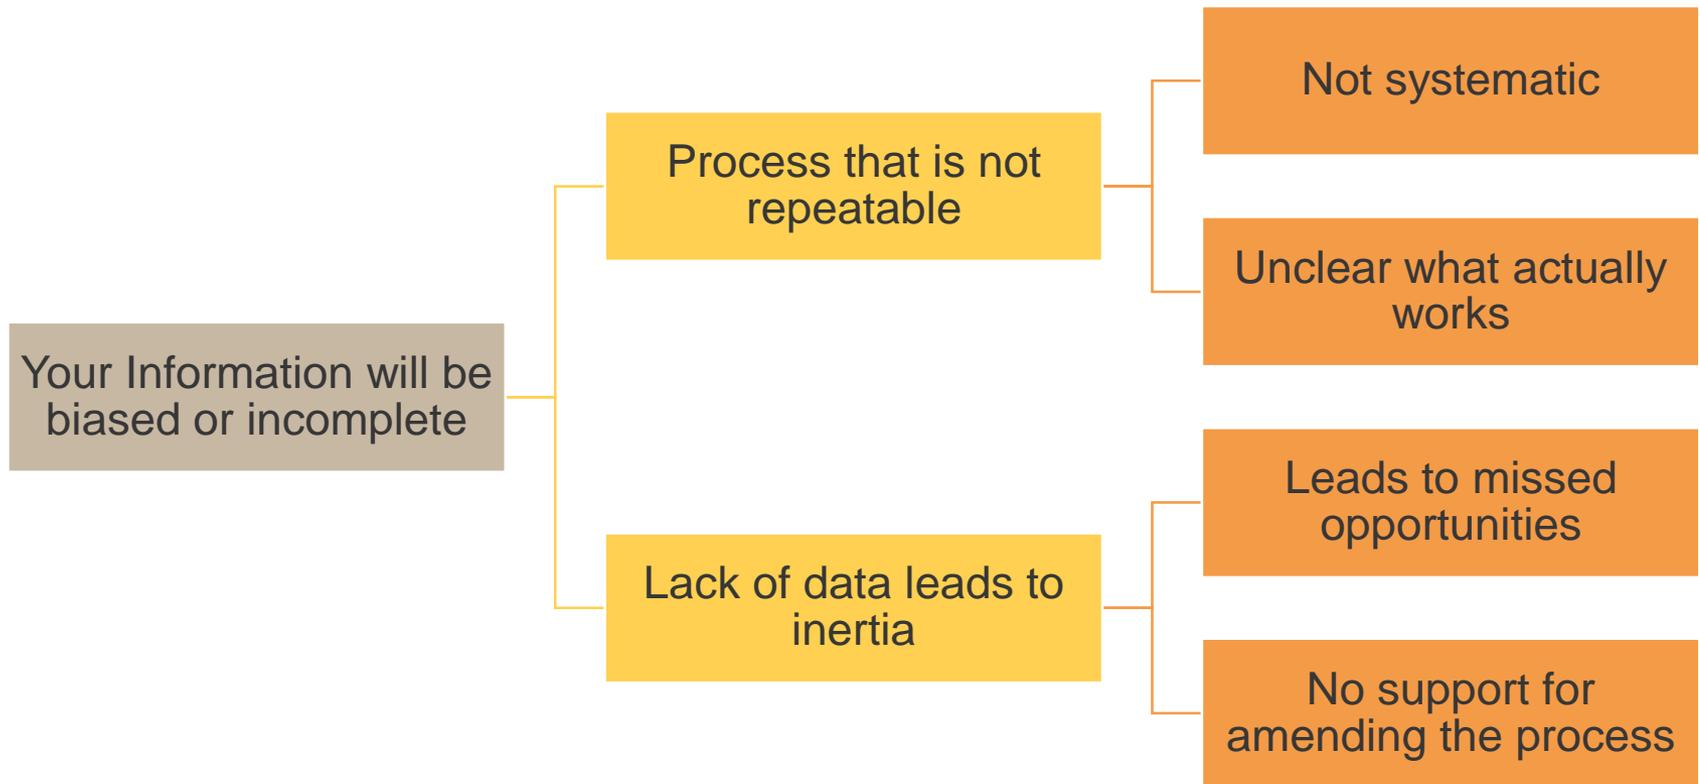 Your Information will be
biased or incomplete
Process that is not
repeatable
Not systematic
Unclear what actually
works
Lack of data leads to
inertia
Leads to missed
opportunities
No support for
amending the process